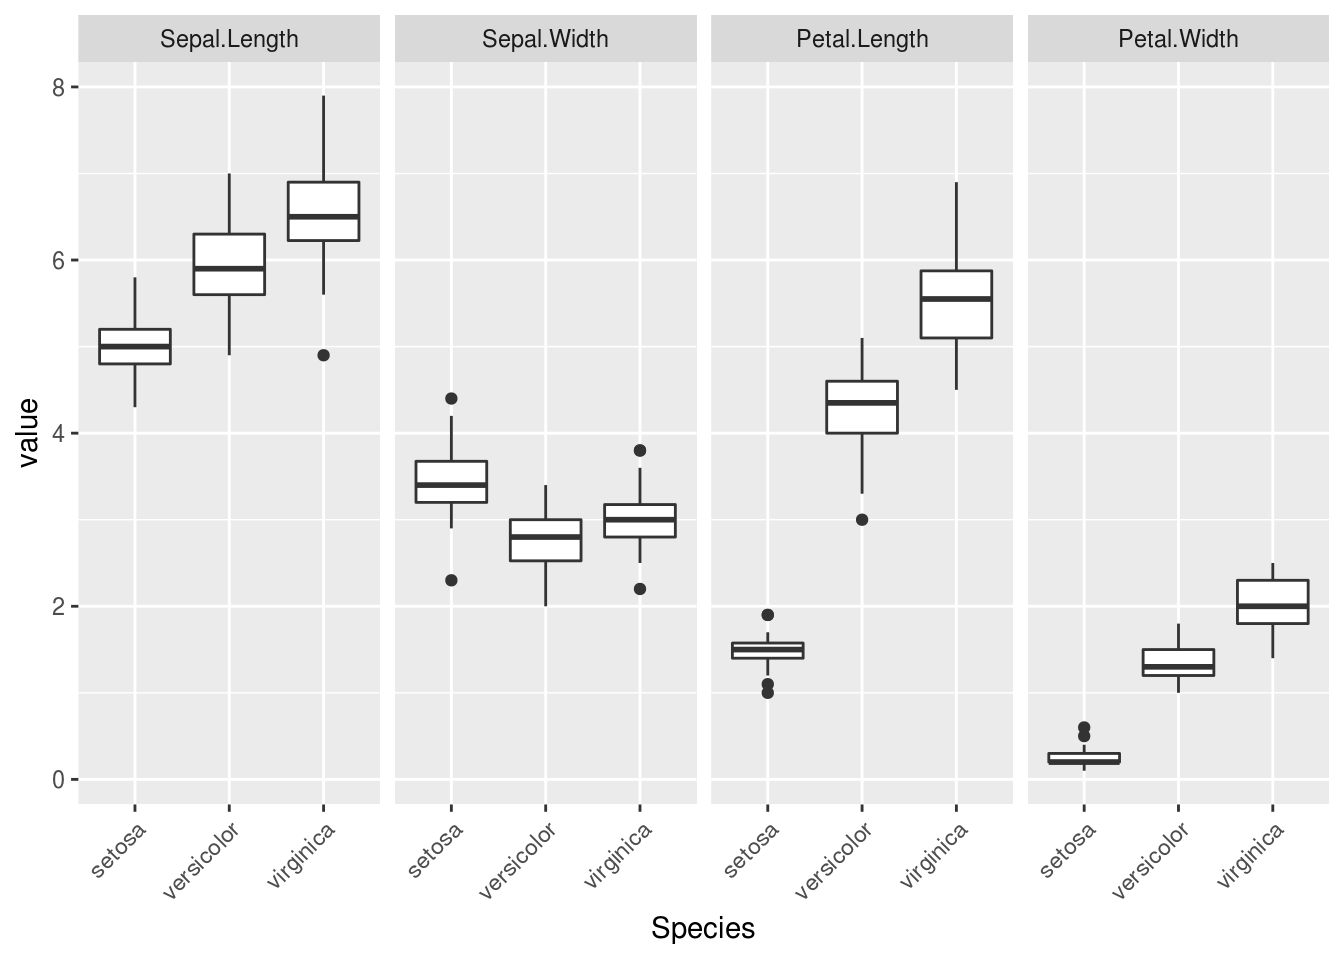 Sepal.Length
Sepal.Width
Petal.Length
Petal.Width
value
8
6
4
2
0
setosa
versicolor
virginica
setosa
versicolor
virginica
setosa
versicolor
virginica
setosa
versicolor
virginica
Species